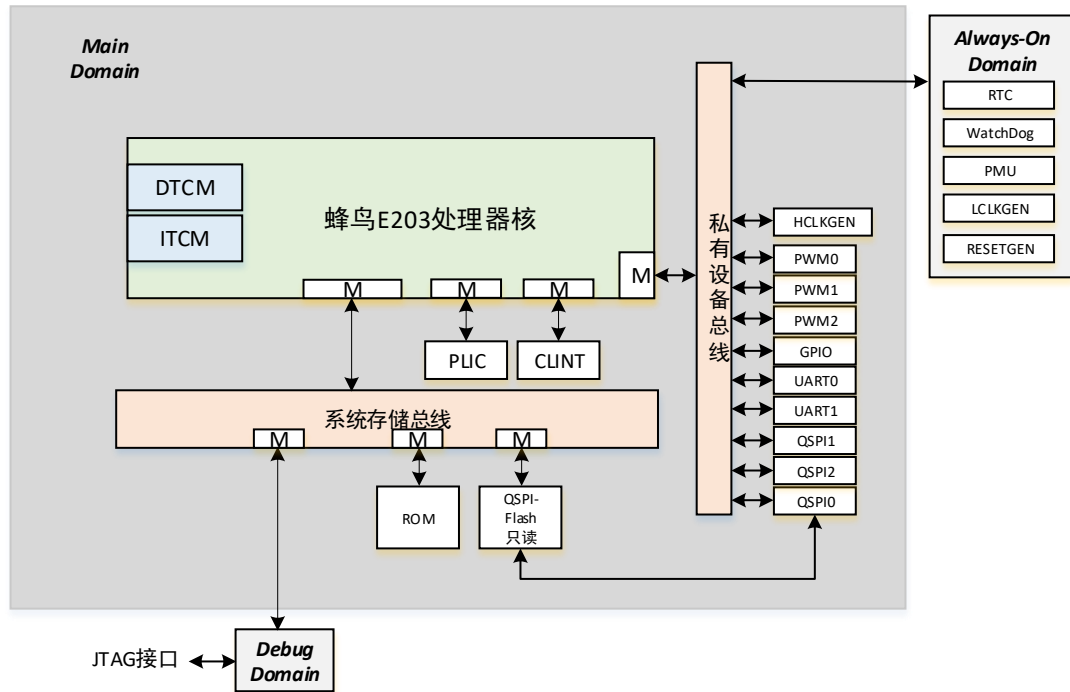 Main
Domain
Always-On
Domain
RTC
WatchDog
PMU
LCLKGEN
RESETGEN
DTCM
ITCM
蜂鸟E203处理器核
M
M
M
M
PLIC
CLINT
私有设备总线
HCLKGEN
PWM0
PWM1
PWM2
GPIO
UART0
UART1
QSPI1
QSPI2
QSPI0
系统存储总线
M
M
M
ROM
QSPI-
Flash
只读
JTAG接口
Debug
Domain